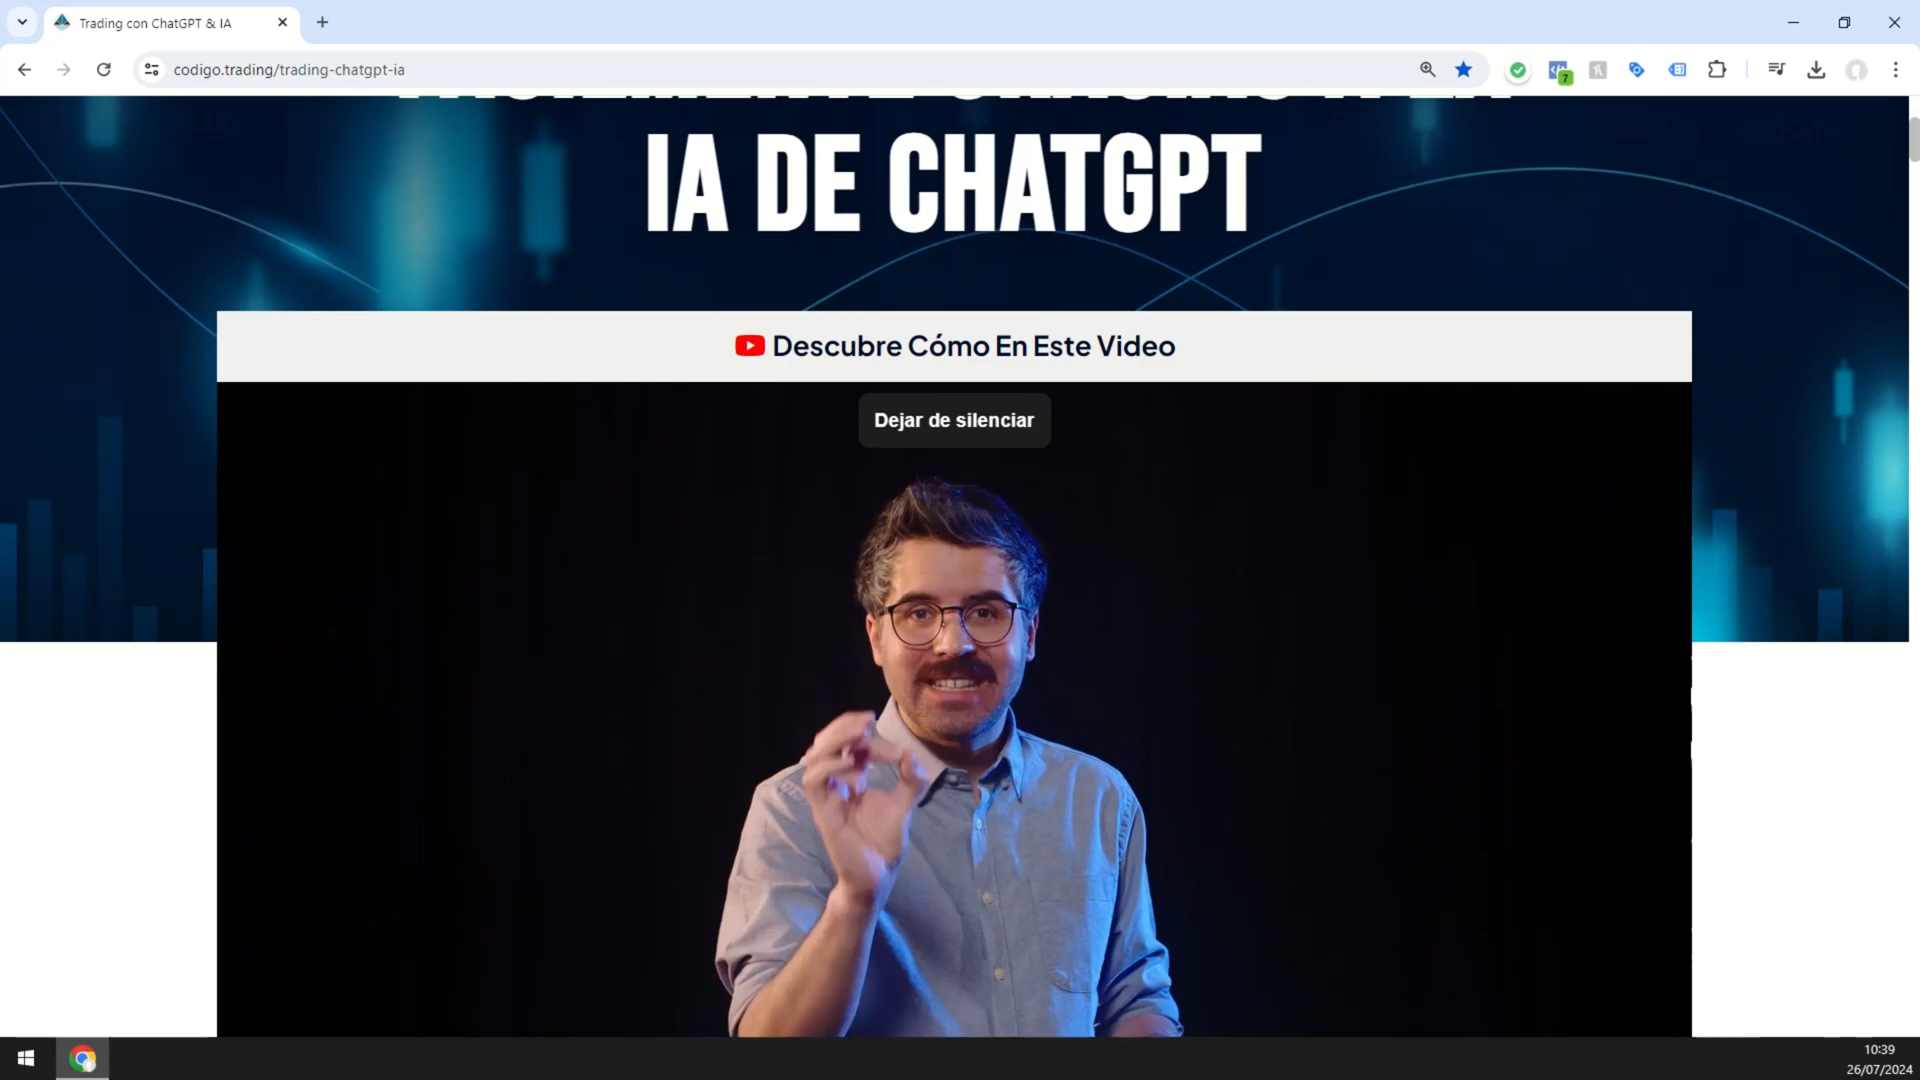 Trading con ChatGPT & IA
codigo.trading/trading-chatgpt-ia
7
IA DE CHATGPT
Descubre Cómo En Este Video
Dejar de silenciar
10:39
26/07/2024